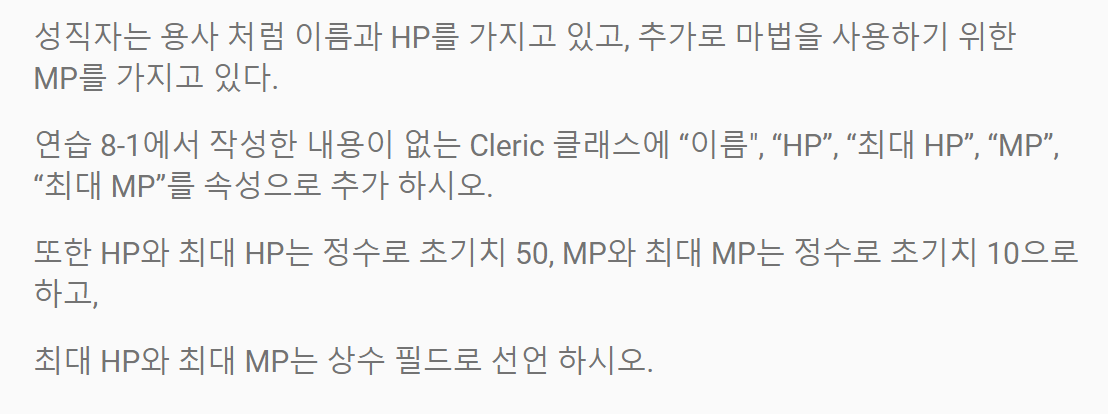 성직자는 용사 처럼 이름과 HP를 가지고 있고, 추가로 마법을 사용하기 위한
MP를 가지고 있다.
연습 8-1에서 작성한 내용이 없는 Cleric 클래스에 “이름", “HP”, “최대 HP”, “MP”,
“최대 MP”를 속성으로 추가 하시오.
또한 HP와 최대 HP는 정수로 초기치 50, MP와 최대 MP는 정수로 초기치 10으로
하고,
최대 HP와 최대 MP는 상수 필드로 선언 하시오.